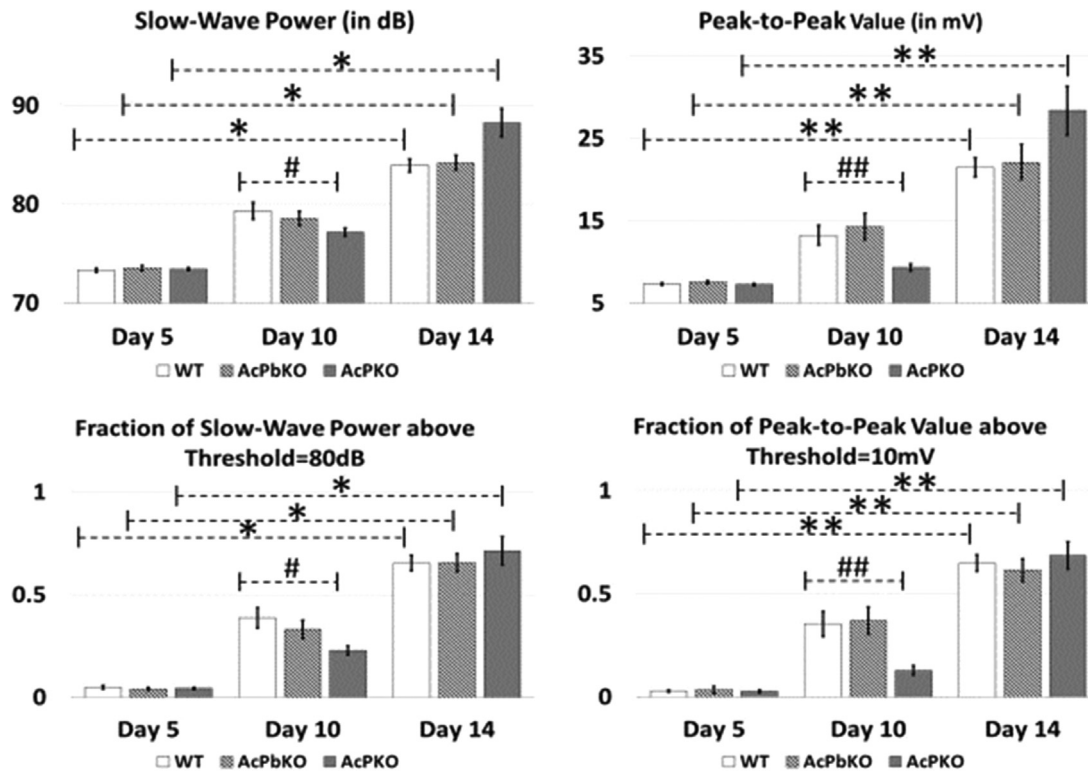 Slow-Wave Power (in dB)
90
80
70
*
*
*
#
Day 5 Day 10 Day 14
WT AcPbKO AcPKO
Peak-to-Peak Value (in mV)
35
25
15
5
**
**
**
##
Day 5 Day 10 Day 14
WT AcPbKO AcPKO
Fraction of Slow-Wave Power above
Threshold=80dB
1
0.5
0
*
*
*
#
Day 5 Day 10 Day 14
WT AcPbKO AcPKO
Fraction of Peak-to-Peak Value above
Threshold=10mV
1
0.5
0
**
**
**
##
Day 5 Day 10 Day 14
WT AcPbKO AcPKO